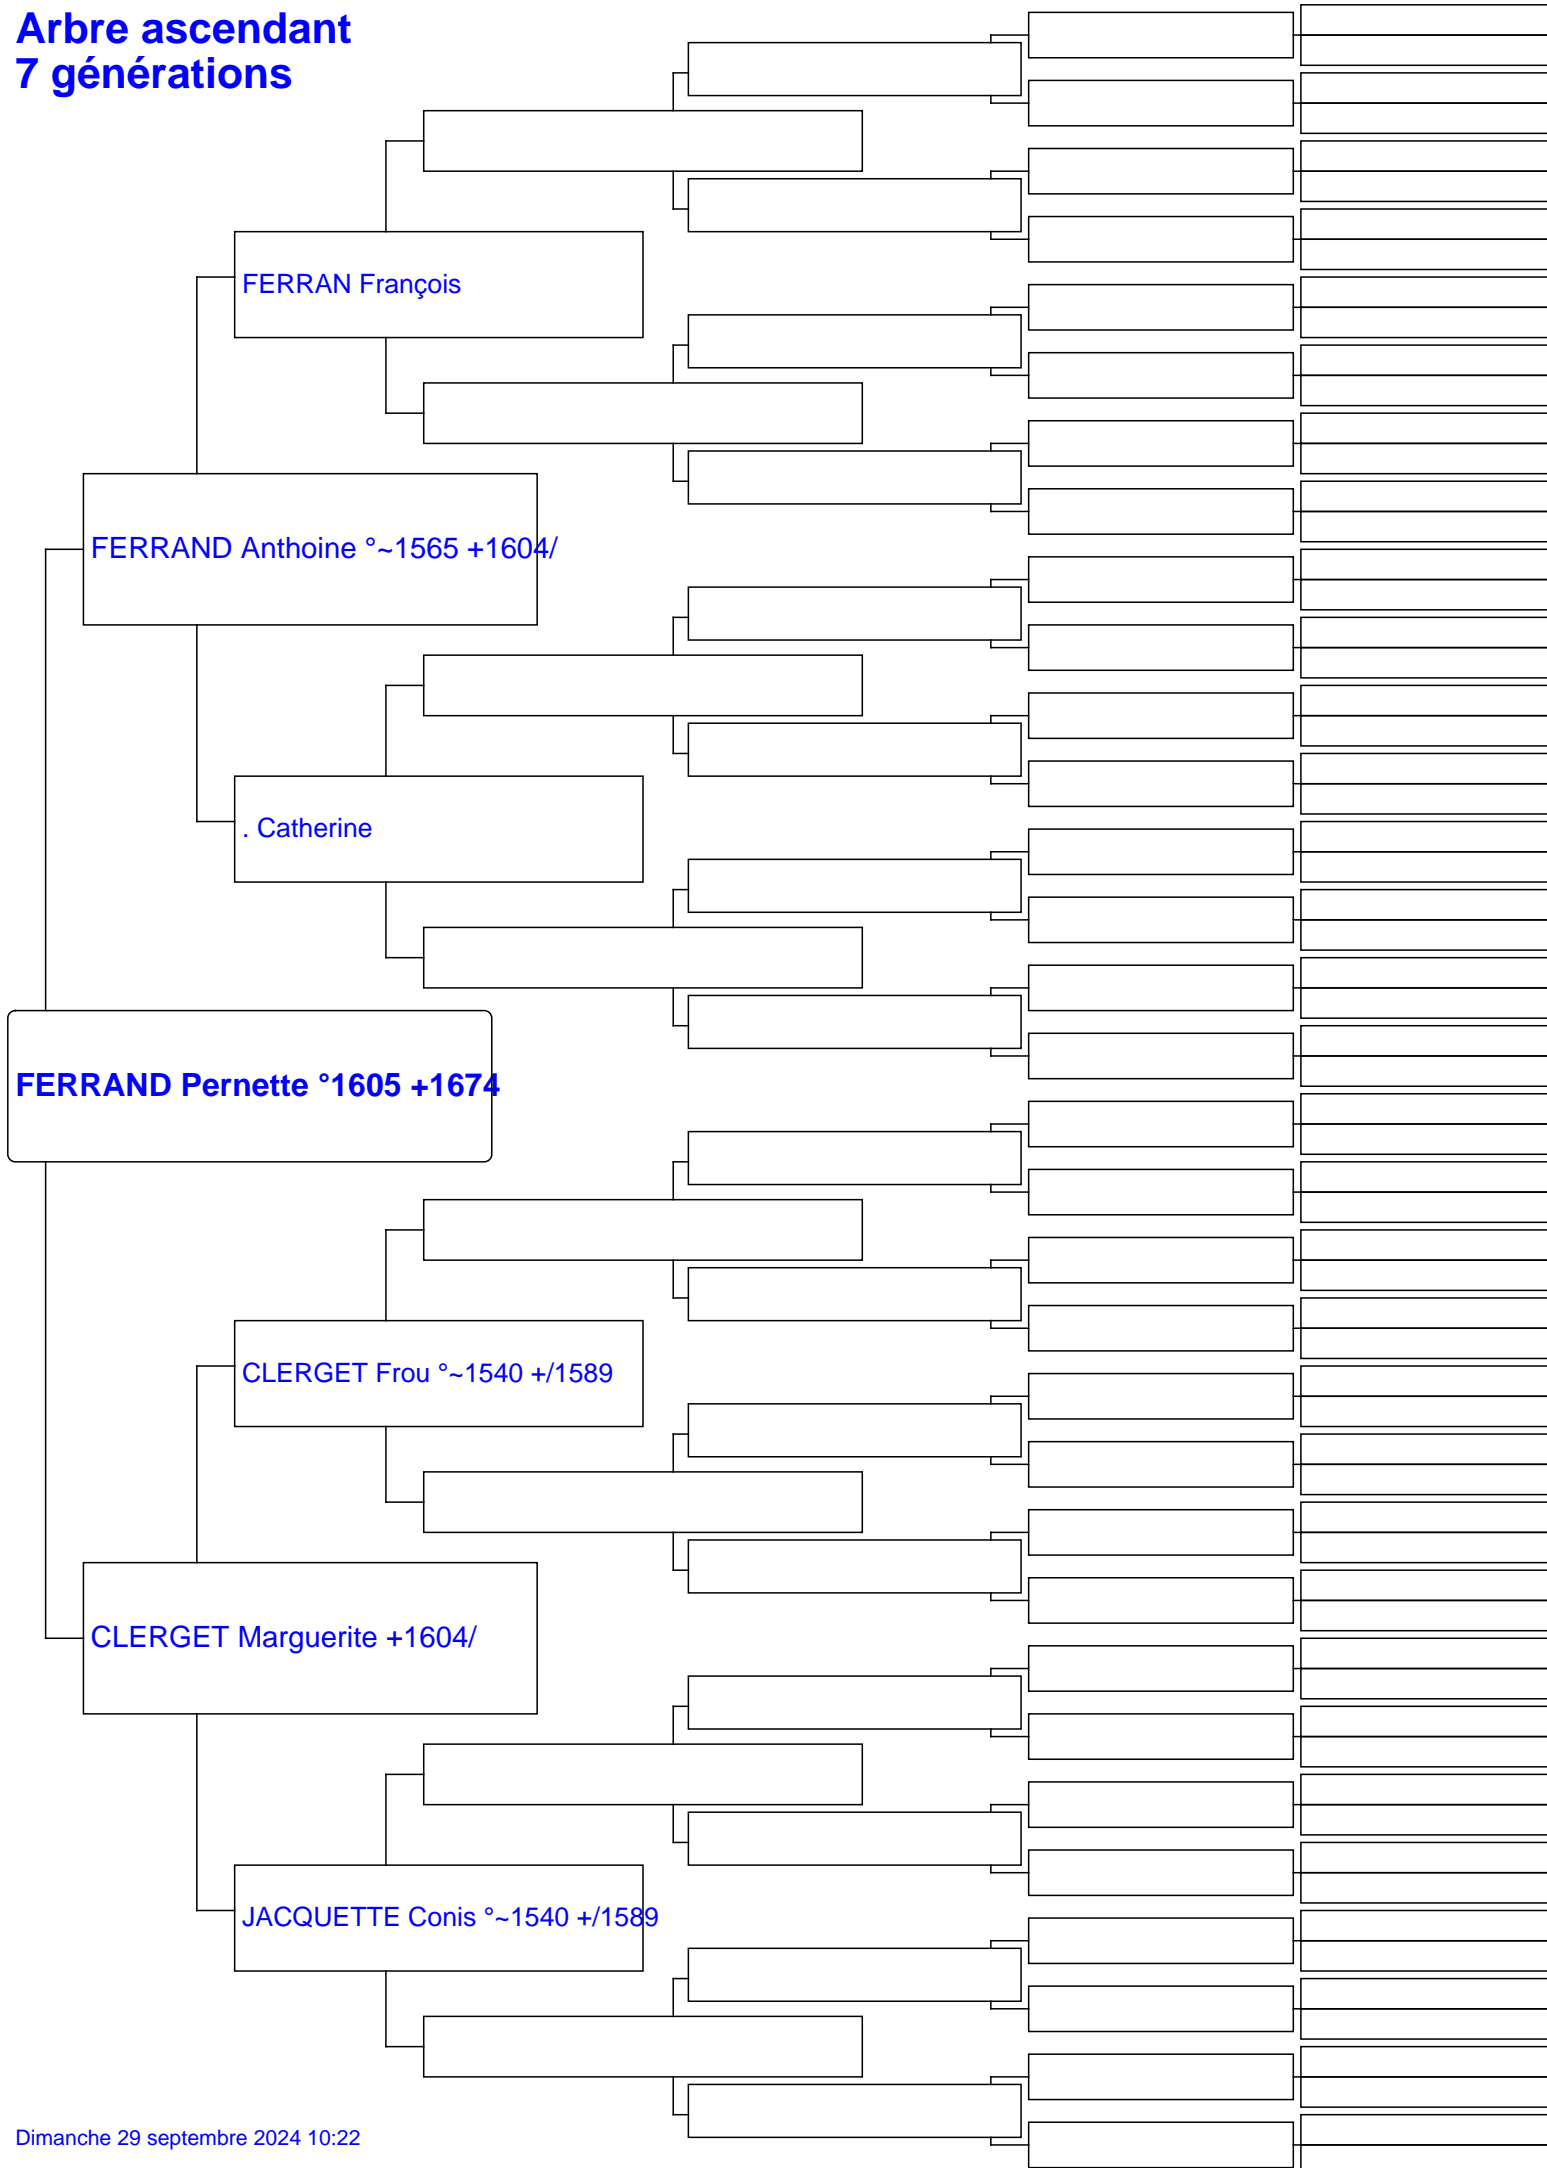 Arbre ascendant
7 générations
FERRAN François
FERRAND Anthoine °~1565 +1604/
. Catherine
FERRAND Pernette °1605 +1674
CLERGET Frou °~1540 +/1589
CLERGET Marguerite +1604/
JACQUETTE Conis °~1540 +/1589
Dimanche 29 septembre 2024 10:22